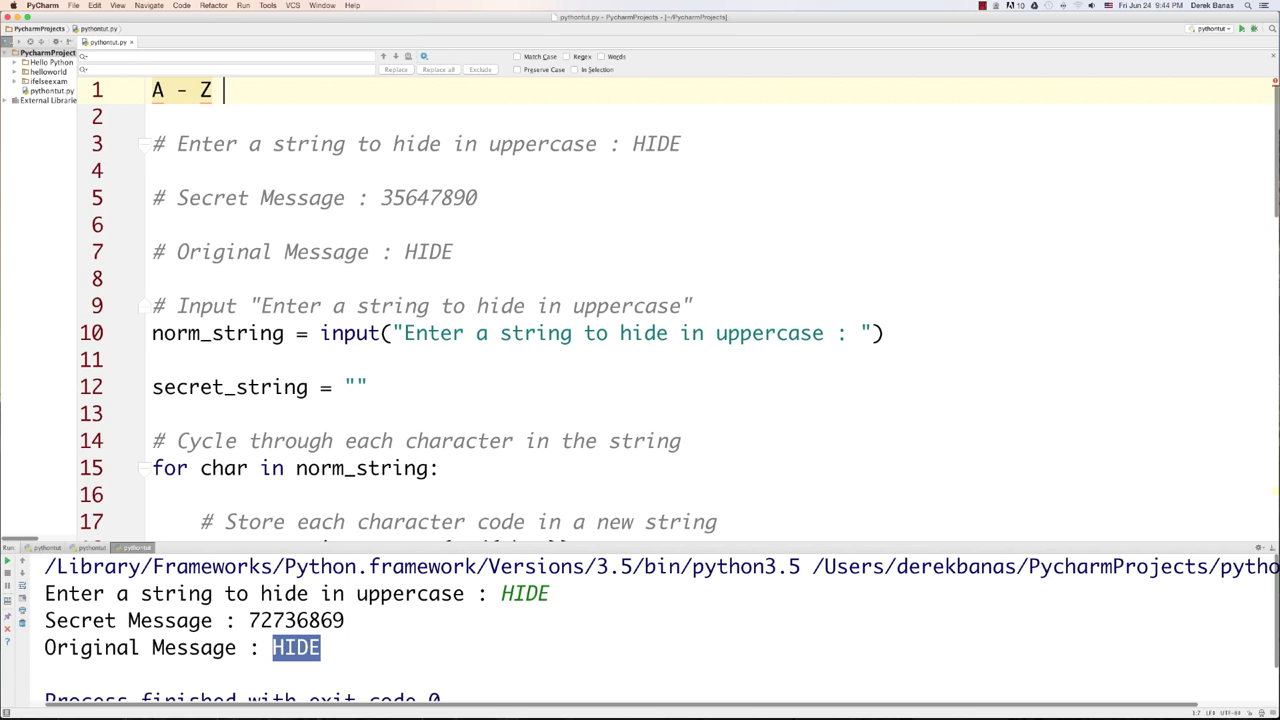 PyCharm File Edit View Navigate Code Refactor Run Tools VCS Window Help 10 Fri Jun 24 9:44 PM Derek Banas
pythontut.py - PycharmProjects - [~/PycharmProjects]
PycharmProjects pythontut.py pythontut
pythontut.py ×
PycharmProject
Hello Python
helloworld
ifelseexam
pythontut.py
External Librarie
Match Case Regex Words
Replace Replace all Exclude Preserve Case In Selection
1 A - Z
2
3 # Enter a string to hide in uppercase : HIDE
4
5 # Secret Message : 35647890
6
7 # Original Message : HIDE
8
9 # Input "Enter a string to hide in uppercase"
10 norm_string = input("Enter a string to hide in uppercase : ")
11
12 secret_string = ""
13
14 # Cycle through each character in the string
15 for char in norm_string:
16
17 # Store each character code in a new string
Run: pythontut pythontut pythontut
/Library/Frameworks/Python.framework/Versions/3.5/bin/python3.5 /Users/derekbanas/PycharmProjects/pytho
Enter a string to hide in uppercase : HIDE
Secret Message : 72736869
Original Message : HIDE
Process finished with exit code 0
1:7 LF÷ UTF-8÷